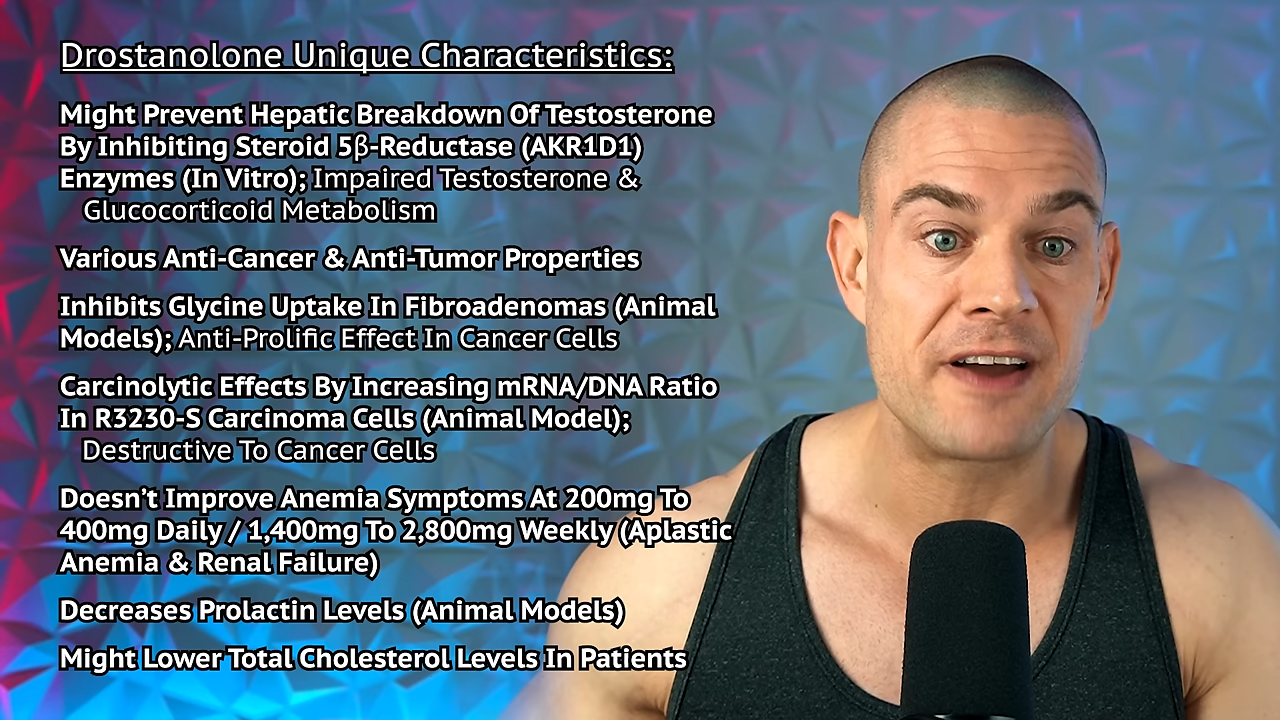 Drostanolone Unique Characteristics:
Might Prevent Hepatic Breakdown Of Testosterone
By Inhibiting Steroid 5β-Reductase (AKR1D1)
Enzymes (In Vitro); Impaired Testosterone &
Glucocorticoid Metabolism
Various Anti-Cancer & Anti-Tumor Properties
Inhibits Glycine Uptake In Fibroadenomas (Animal
Models); Anti-Prolific Effect In Cancer Cells
Carcinolytic Effects By Increasing mRNA/DNA Ratio
In R3230-S Carcinoma Cells (Animal Model);
Destructive To Cancer Cells
Doesn't Improve Anemia Symptoms At 200mg To
400mg Daily / 1,400mg To 2,800mg Weekly (Aplastic
Anemia & Renal Failure)
Decreases Prolactin Levels (Animal Models)
Might Lower Total Cholesterol Levels In Patients